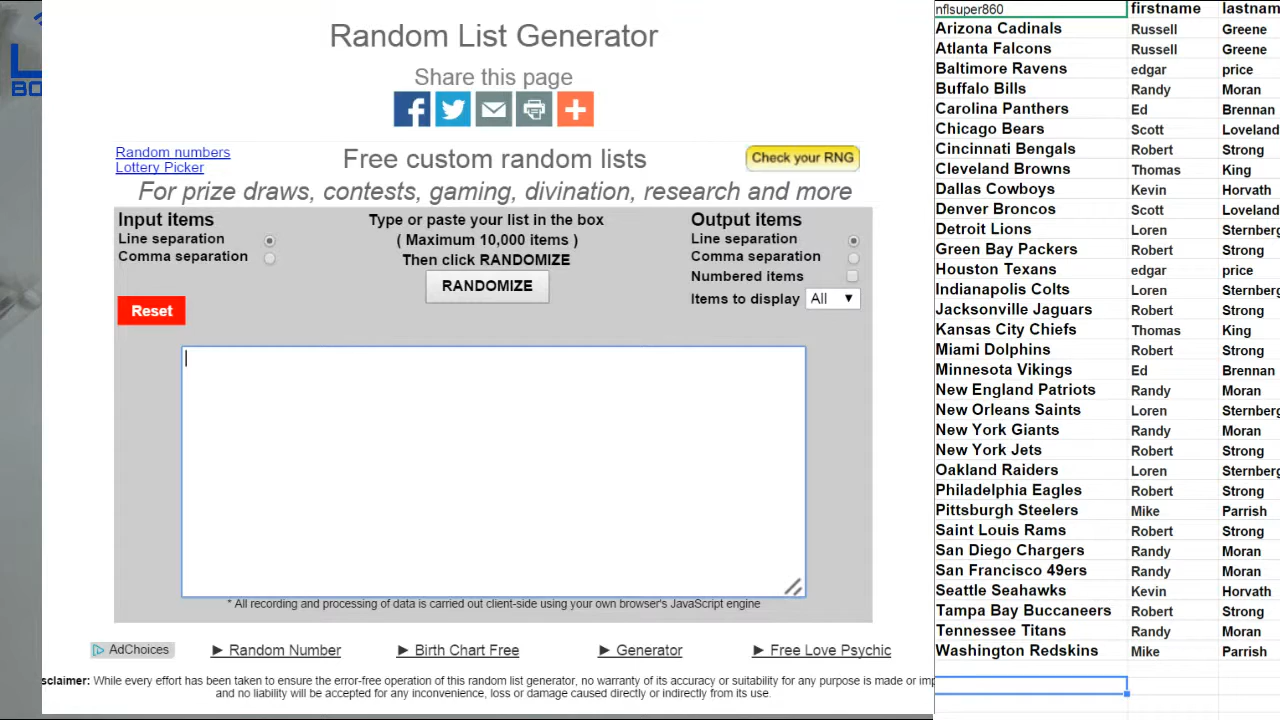 Random List Generator
Share this page
Random numbers
Lottery Picker
Free custom random lists
Check your RNG
For prize draws, contests, gaming, divination, research and more
Input items
Line separation
Comma separation
Reset
Type or paste your list in the box
( Maximum 10,000 items )
Then click RANDOMIZE
RANDOMIZE
Output items
Line separation
Comma separation
Numbered items
Items to display All
* All recording and processing of data is carried out client-side using your own browser's JavaScript engine
AdChoices
► Random Number
► Birth Chart Free
► Generator
► Free Love Psychic
sclaimer: While every effort has been taken to ensure the error-free operation of this random list generator, no warranty of its accuracy or suitability for any purpose is made or imp
and no liability will be accepted for any inconvenience, loss or damage caused directly or indirectly from its use.
nflsuper860 firstname lastnam
Arizona Cadinals Russell Greene
Atlanta Falcons Russell Greene
Baltimore Ravens edgar price
Buffalo Bills Randy Moran
Carolina Panthers Ed Brennan
Chicago Bears Scott Loveland
Cincinnati Bengals Robert Strong
Cleveland Browns Thomas King
Dallas Cowboys Kevin Horvath
Denver Broncos Scott Loveland
Detroit Lions Loren Sternberg
Green Bay Packers Robert Strong
Houston Texans edgar price
Indianapolis Colts Loren Sternberg
Jacksonville Jaguars Robert Strong
Kansas City Chiefs Thomas King
Miami Dolphins Robert Strong
Minnesota Vikings Ed Brennan
New England Patriots Randy Moran
New Orleans Saints Loren Sternberg
New York Giants Randy Moran
New York Jets Robert Strong
Oakland Raiders Loren Sternberg
Philadelphia Eagles Robert Strong
Pittsburgh Steelers Mike Parrish
Saint Louis Rams Robert Strong
San Diego Chargers Randy Moran
San Francisco 49ers Randy Moran
Seattle Seahawks Kevin Horvath
Tampa Bay Buccaneers Robert Strong
Tennessee Titans Randy Moran
Washington Redskins Mike Parrish